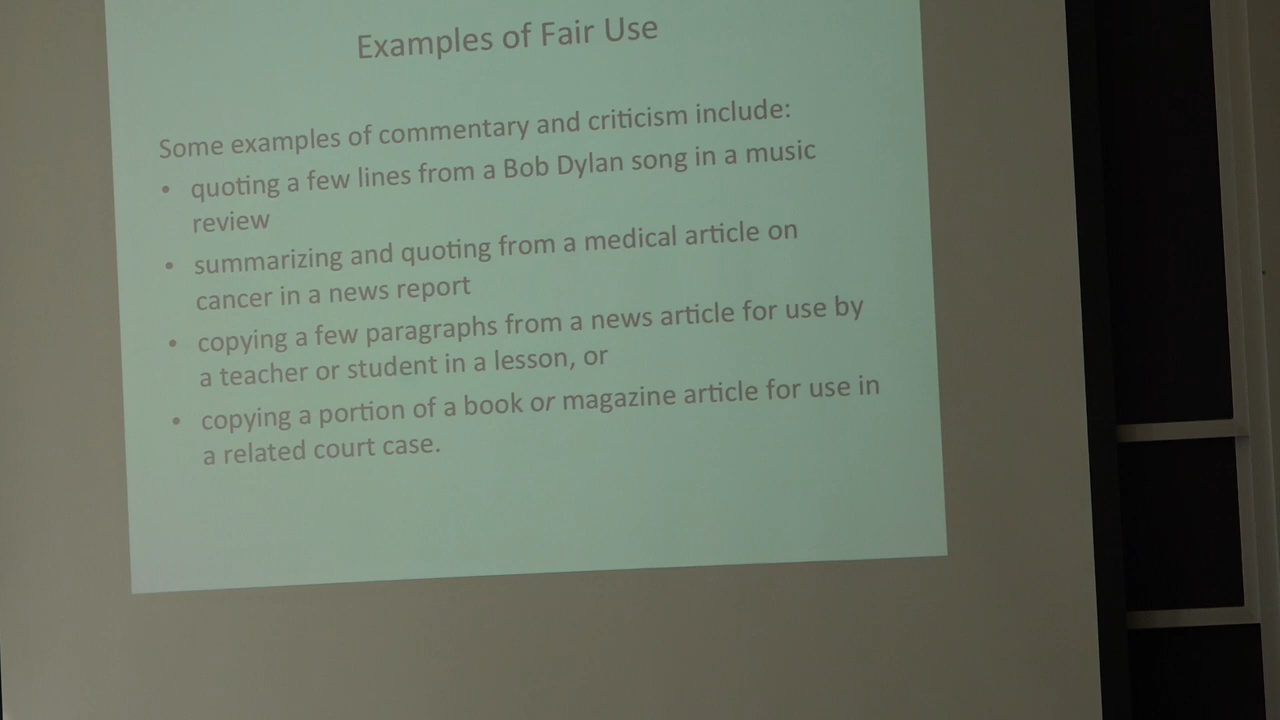 Examples of Fair Use
Some examples of commentary and criticism include:
• quoting a few lines from a Bob Dylan song in a music
review
• summarizing and quoting from a medical article on
cancer in a news report
• copying a few paragraphs from a news article for use by
a teacher or student in a lesson, or
• copying a portion of a book or magazine article for use in
a related court case.